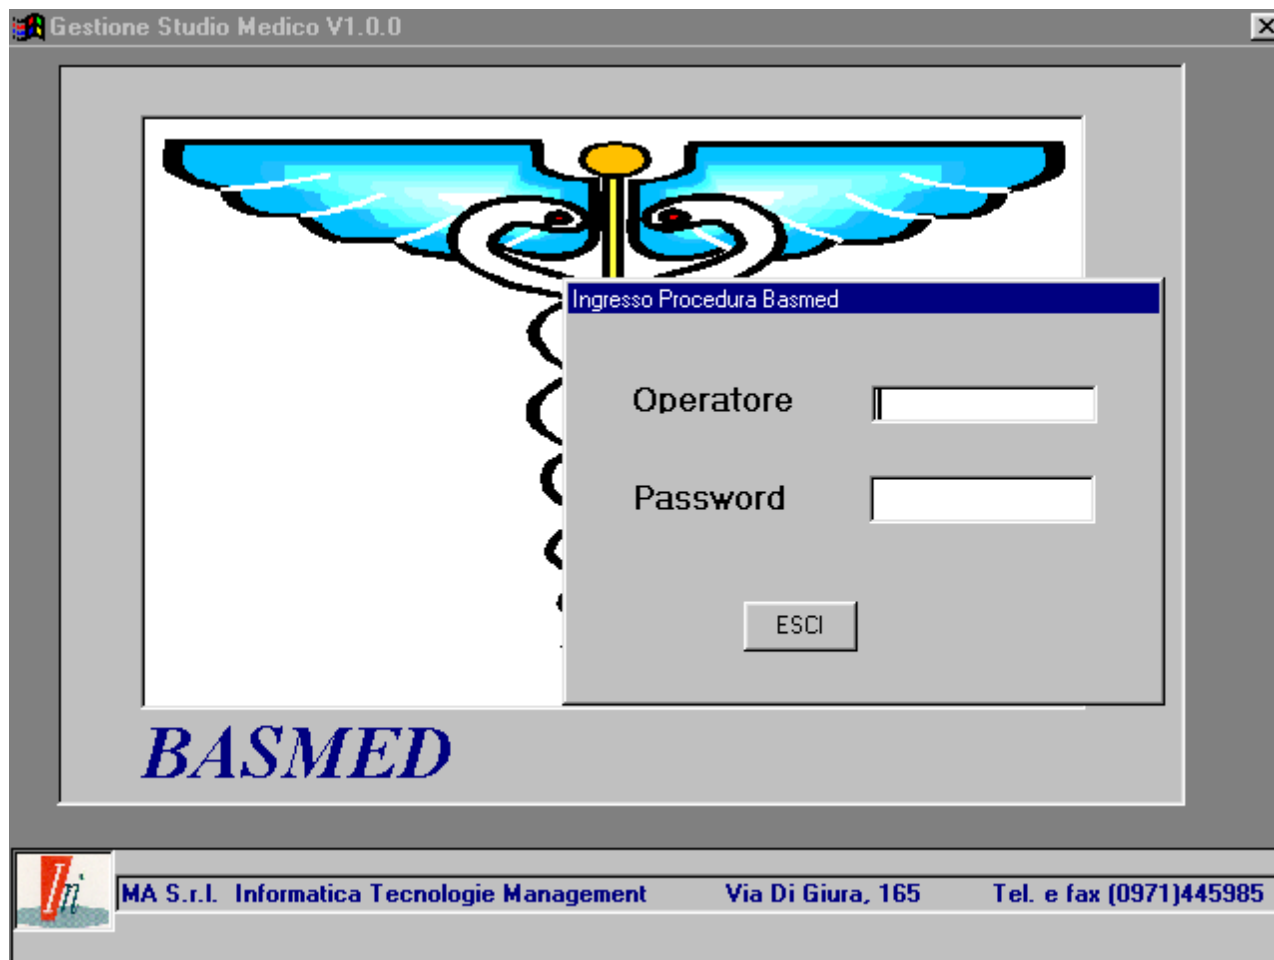 Gestione Studio Medico V1.0.0
Ingresso Procedura Basmed
Operatore
Password
ESCI
BASMED
In
MA S.r.l. Informatica Tecnologie Management Via Di Giura, 165 Tel. e fax (0971)445985